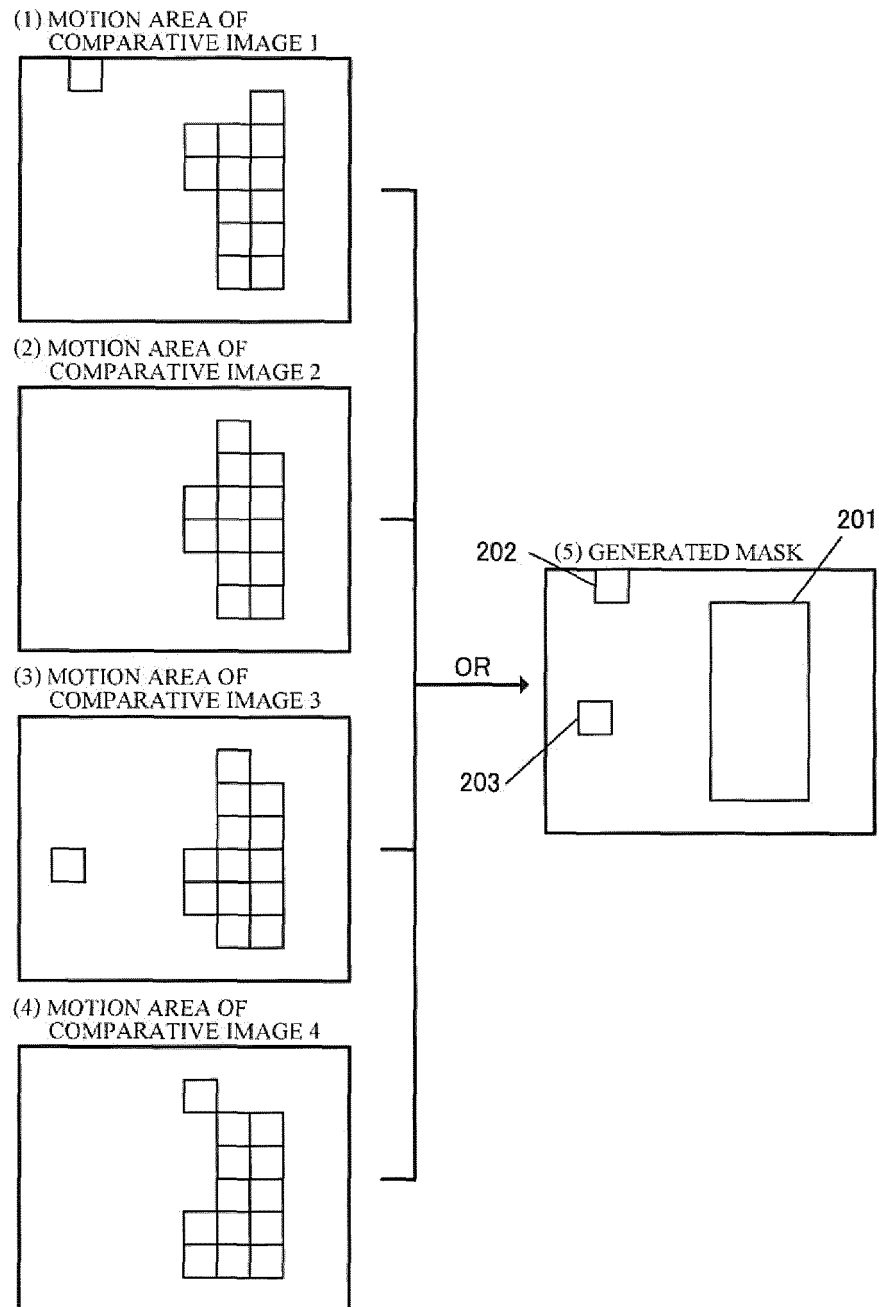 (1) MOTION AREA OF
COMPARATIVE IMAGE 1
(2) MOTION AREA OF
COMPARATIVE IMAGE 2
(3) MOTION AREA OF
COMPARATIVE IMAGE 3
(4) MOTION AREA OF
COMPARATIVE IMAGE 4
OR
(5) GENERATED MASK
201
202
203